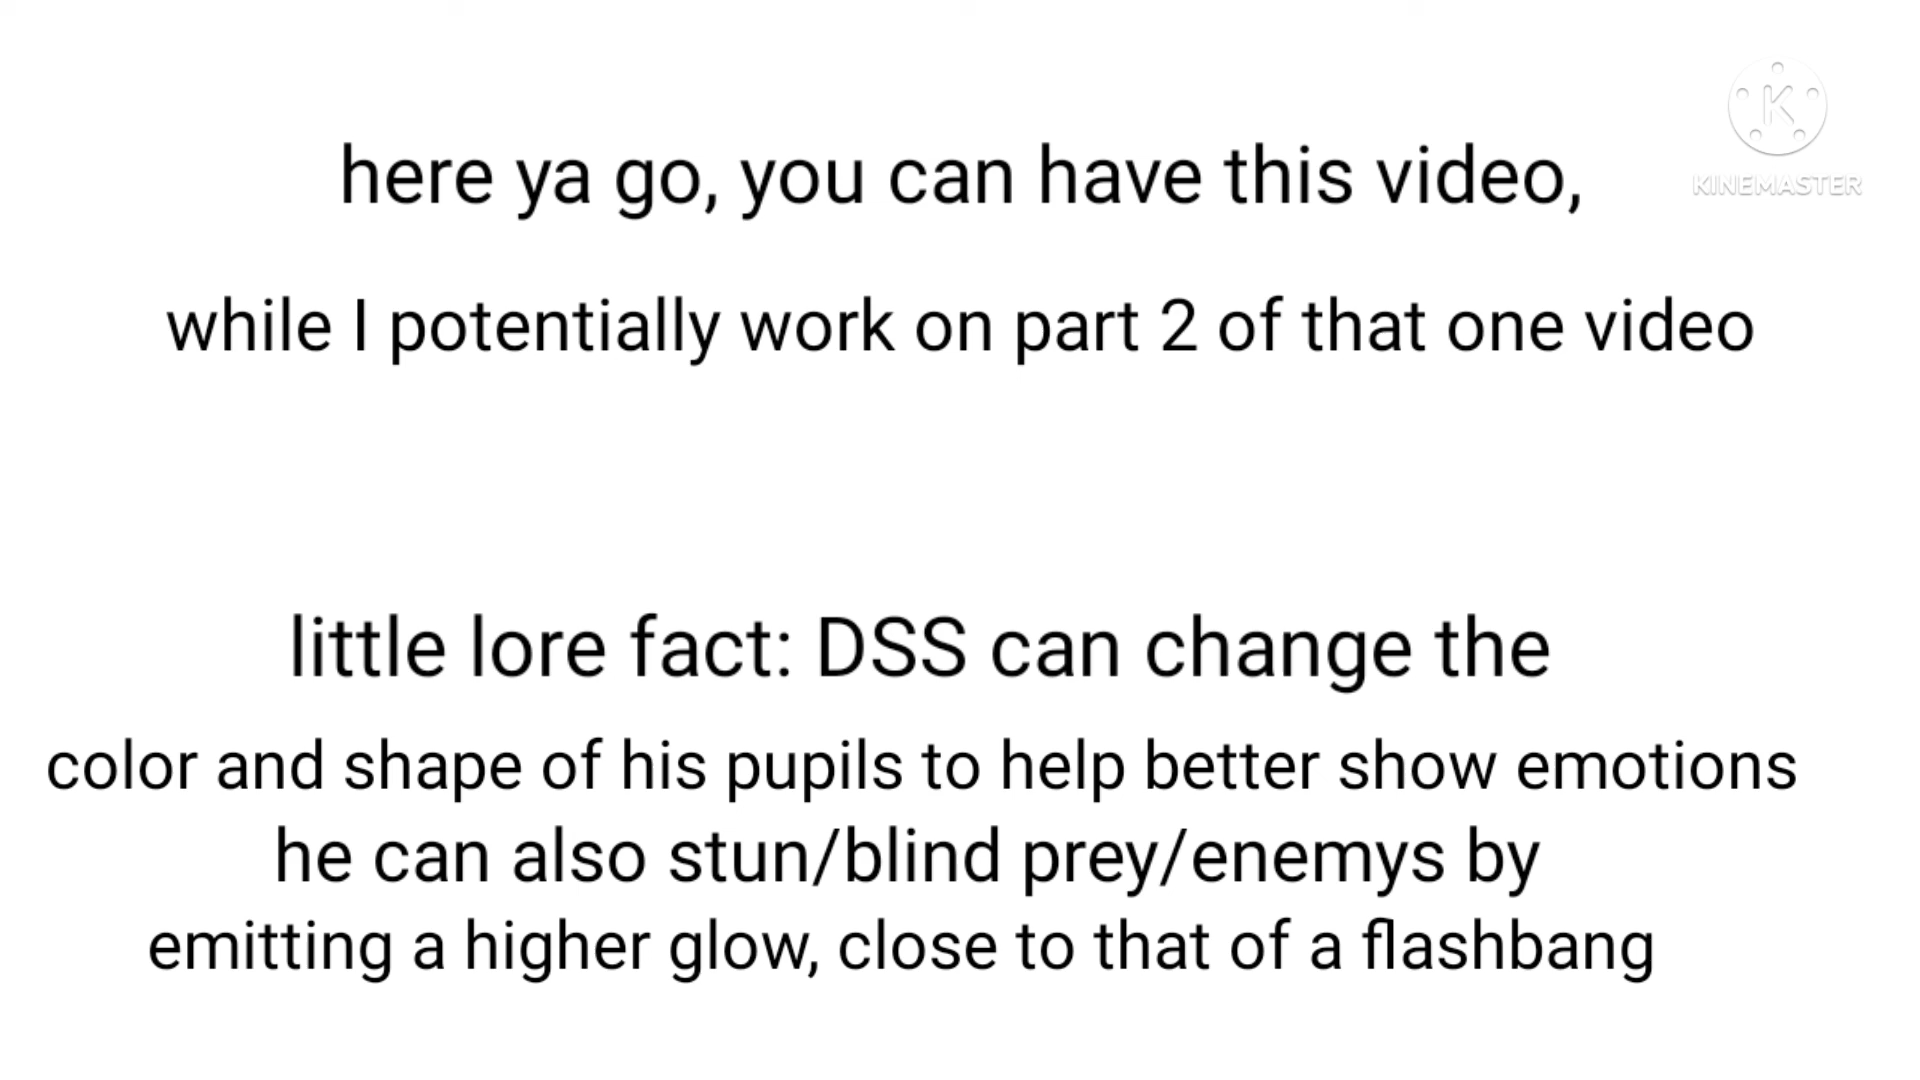 here ya go, you can have this video,
KINEMASTER
while I potentially work on part 2 of that one video
little lore fact: DSS can change the
color and shape of his pupils to help better show emotions
he can also stun/blind prey/enemys by
emitting a higher glow, close to that of a flashbang